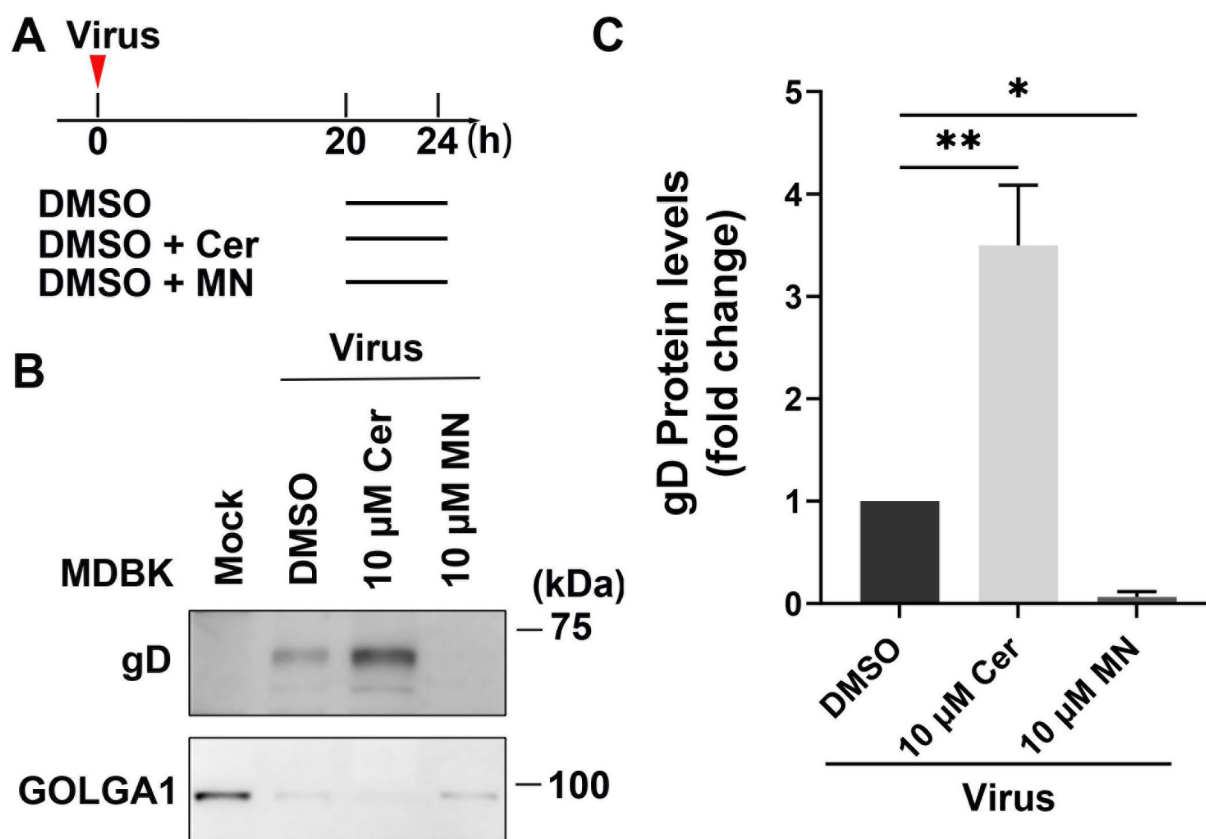 A
Virus
0 20 24 (h)
DMSO
DMSO + Cer
DMSO + MN
B
Virus
MDBK Mock DMSO 10 µM Cer 10 µM MN (kDa)
gD 75
GOLGA1 100
C
gD Protein levels
(fold change)
5
4
3
2
1
0
*
**
DMSO 10 µM Cer 10 µM MN
Virus